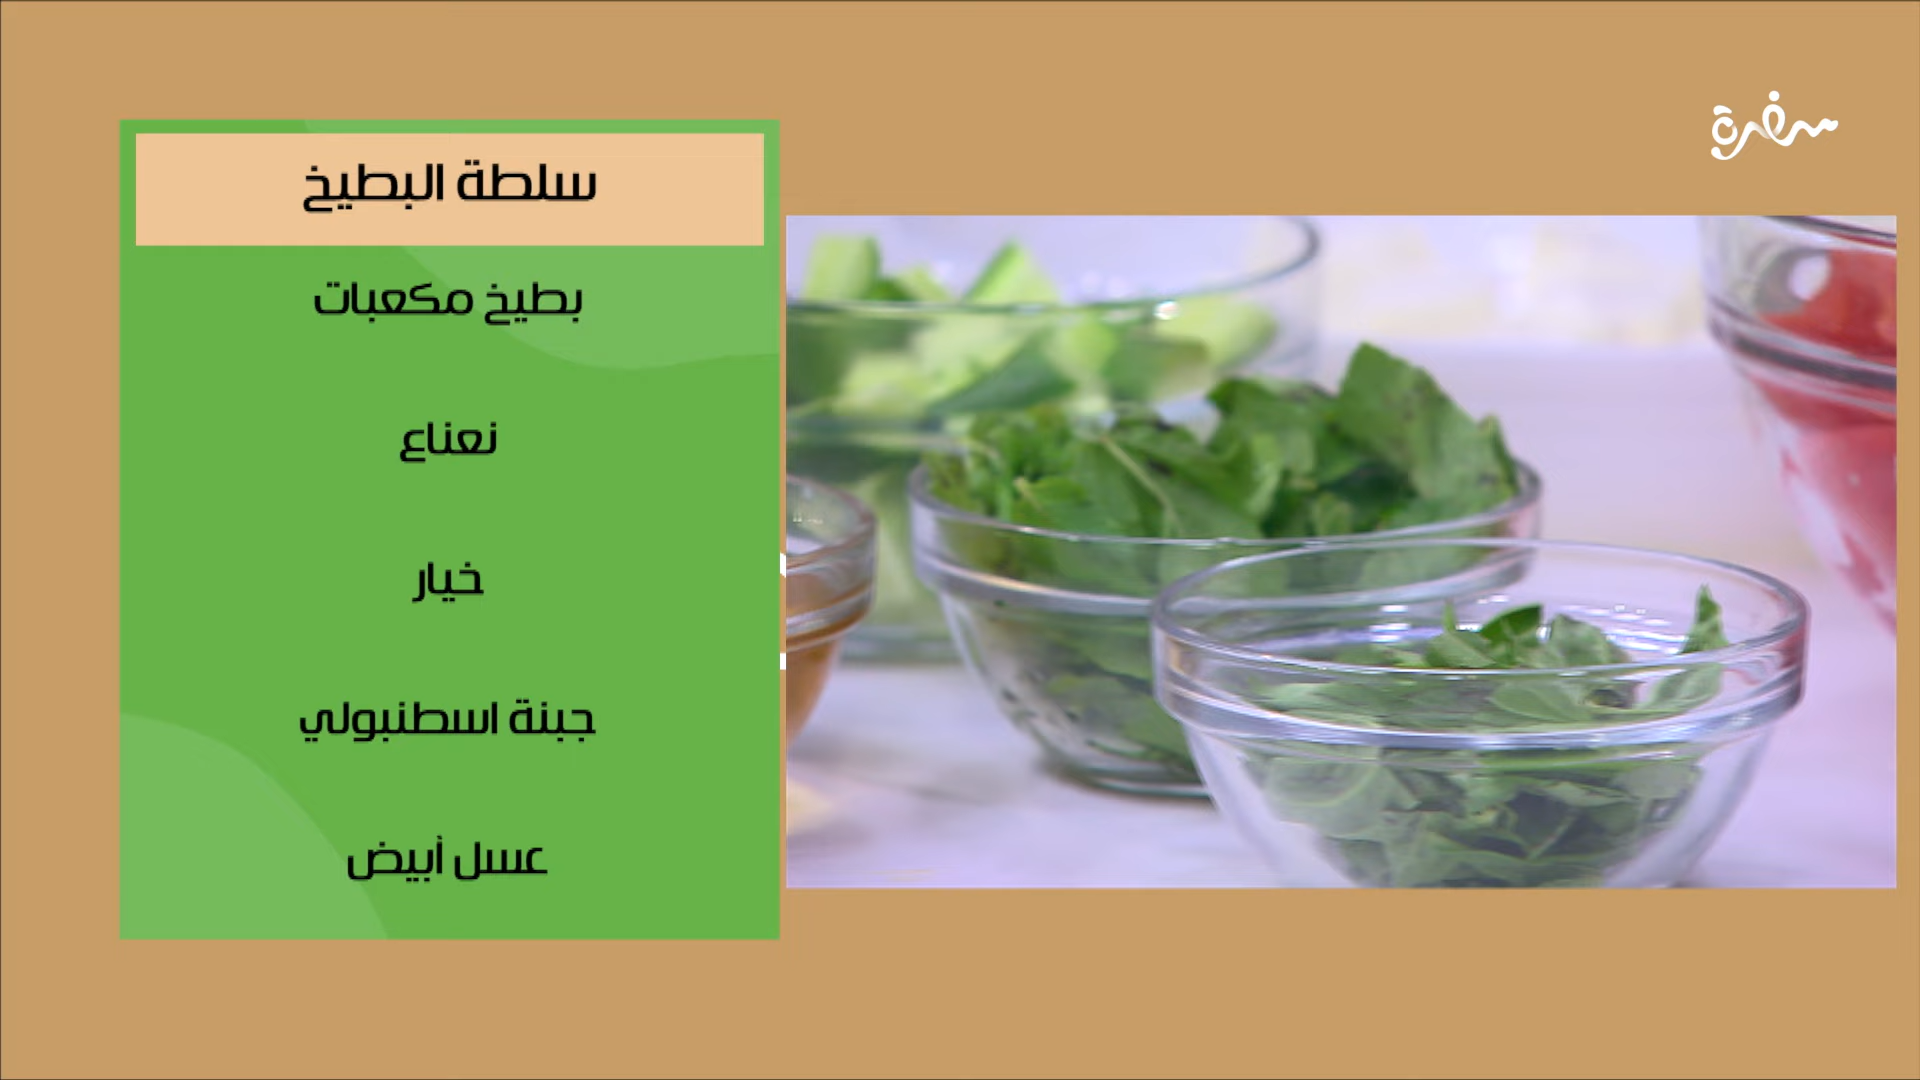 سفرة
سلطة البطيخ
بطيخ مكعبات
نعناع
خيار
جبنة اسطنبولي
عسل أبيض